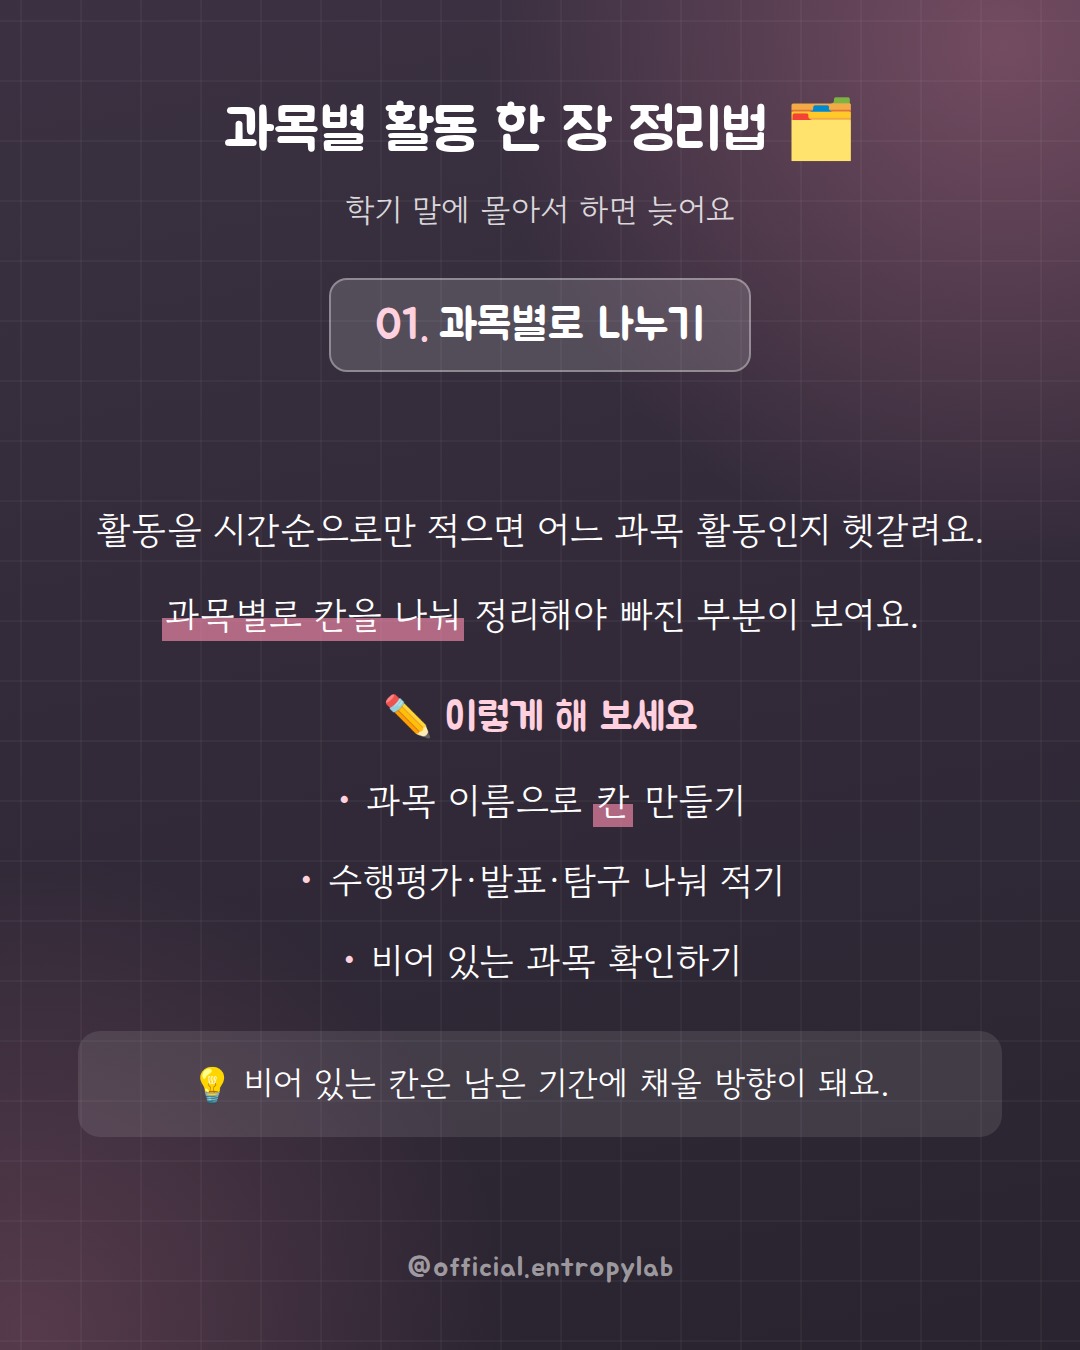 과목별 활동 한 장 정리법 🗂️
학기 말에 몰아서 하면 늦어요
01. 과목별로 나누기
활동을 시간순으로만 적으면 어느 과목 활동인지 헷갈려요.
과목별로 칸을 나눠 정리해야 빠진 부분이 보여요.
✏️ 이렇게 해 보세요
• 과목 이름으로 칸 만들기
• 수행평가·발표·탐구 나눠 적기
• 비어 있는 과목 확인하기
💡 비어 있는 칸은 남은 기간에 채울 방향이 돼요.
@official.entropylab